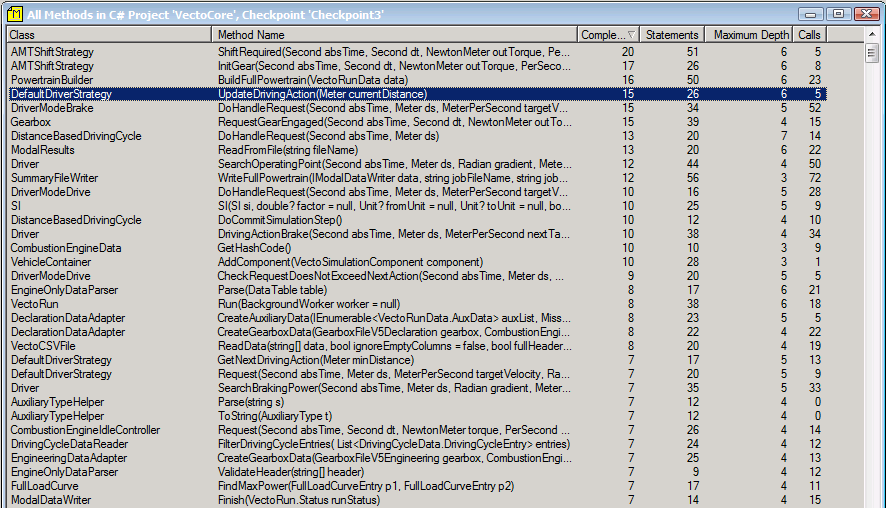 All Methods in C# Project 'VectoCore', Checkpoint 'Checkpoint3'
Class Method Name Comple... Statements Maximum Depth Calls
AMTShiftStrategy ShiftRequired(Second absTime, Second dt, NewtonMeter outTorque, Pe... 20 51 6 5
AMTShiftStrategy InitGear(Second absTime, Second dt, NewtonMeter outTorque, PerSeco... 17 26 6 8
PowertrainBuilder BuildFullPowertrain(VectoRunData data) 16 50 6 23
DefaultDriverStrategy UpdateDrivingAction(Meter currentDistance) 15 26 6 5
DriverModeBrake DoHandleRequest(Second absTime, Meter ds, MeterPerSecond targetV... 15 34 5 52
Gearbox RequestGearEngaged(Second absTime, Second dt, NewtonMeter outTo... 15 39 4 15
DistanceBasedDrivingCycle DoHandleRequest(Second absTime, Meter ds) 13 20 7 14
ModalResults ReadFromFile(string fileName) 13 20 6 22
Driver SearchOperatingPoint(Second absTime, Meter ds, Radian gradient, Mete... 12 44 4 50
SummaryFileWriter WriteFullPowertrain(IModalDataWriter data, string jobFileName, string job... 12 56 3 72
DriverModeDrive DoHandleRequest(Second absTime, Meter ds, MeterPerSecond targetV... 10 16 5 28
SI SI(SI si, double? factor = null, Unit? fromUnit = null, Unit? toUnit = null, bo... 10 25 5 9
DistanceBasedDrivingCycle DoCommitSimulationStep() 10 12 4 10
Driver DrivingActionBrake(Second absTime, Meter ds, MeterPerSecond nextTa... 10 38 4 34
CombustionEngineData GetHashCode() 10 10 3 9
VehicleContainer AddComponent(VectoSimulationComponent component) 10 28 3 1
DriverModeDrive CheckRequestDoesNotExceedNextAction(Second absTime, Meter ds, ... 9 20 5 5
EngineOnlyDataParser Parse(DataTable table) 8 17 6 21
VectoRun Run(BackgroundWorker worker = null) 8 38 6 18
DeclarationDataAdapter CreateAuxiliaryData(IEnumerable<VectoRunData.AuxData> auxList, Miss... 8 23 5 5
DeclarationDataAdapter CreateGearboxData(GearboxFileV5Declaration gearbox, CombustionEngi... 8 22 4 22
VectoCSVFile ReadData(string[] data, bool ignoreEmptyColumns = false, bool fullHeader... 8 20 4 19
DefaultDriverStrategy GetNextDrivingAction(Meter minDistance) 7 17 5 13
DefaultDriverStrategy Request(Second absTime, Meter ds, MeterPerSecond targetVelocity, Ra... 7 20 5 9
Driver SearchBrakingPower(Second absTime, Meter ds, Radian gradient, Meter... 7 35 5 33
AuxiliaryTypeHelper Parse(string s) 7 12 4 0
AuxiliaryTypeHelper ToString(AuxiliaryType t) 7 12 4 0
CombustionEngineIdleController Request(Second absTime, Second dt, NewtonMeter torque, PerSecond ... 7 26 4 14
DrivingCycleDataReader FilterDrivingCycleEntries( List<DrivingCycleData.DrivingCycleEntry> entries) 7 24 4 12
EngineeringDataAdapter CreateGearboxData(GearboxFileV5Engineering gearbox, CombustionEngi... 7 25 4 13
EngineOnlyDataParser ValidateHeader(string[] header) 7 9 4 12
FullLoadCurve FindMaxPower(FullLoadCurveEntry p1, FullLoadCurveEntry p2) 7 17 4 11
ModalDataWriter Finish(VectoRun.Status runStatus) 7 14 4 15